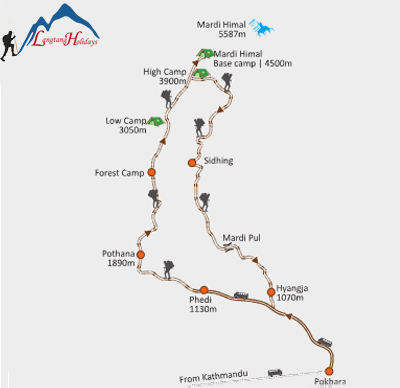 Langtang Holidays
Mardi Himal
5587m
Mardi Himal
Base camp | 4500m
High Camp
3900m
Low Camp
3050m
Sidhing
Forest Camp
Mardi Pul
Pothana
1890m
Hyangja
1070m
Phedi
1130m
From Kathmandu
Pokhara